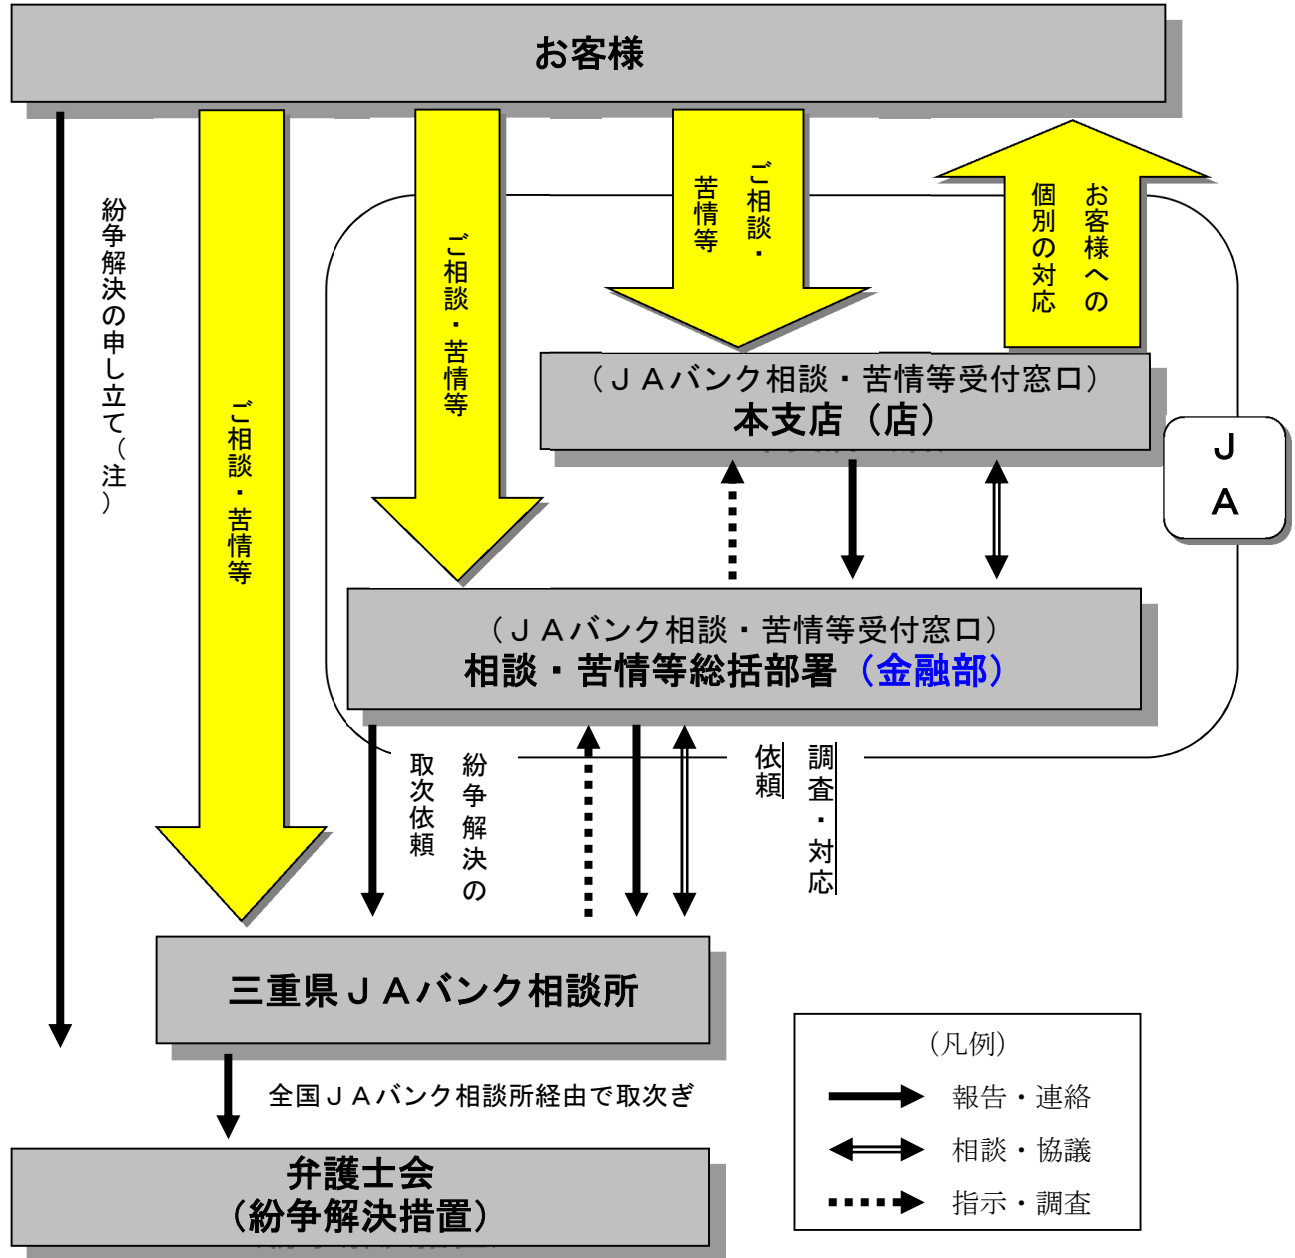 お客様
紛争解決の申し立て（注）
ご相談・苦情等
ご相談・苦情等
ご相談・
苦情等
お客様への
個別の対応
（ＪＡバンク相談・苦情等受付窓口）
本支店（店）
Ｊ
Ａ
（ＪＡバンク相談・苦情等受付窓口）
相談・苦情等総括部署（金融部）
紛争解決の
取次依頼
調査・対応
依頼
三重県ＪＡバンク相談所
全国ＪＡバンク相談所経由で取次ぎ
弁護士会
（紛争解決措置）
（凡例）
報告・連絡
相談・協議
指示・調査